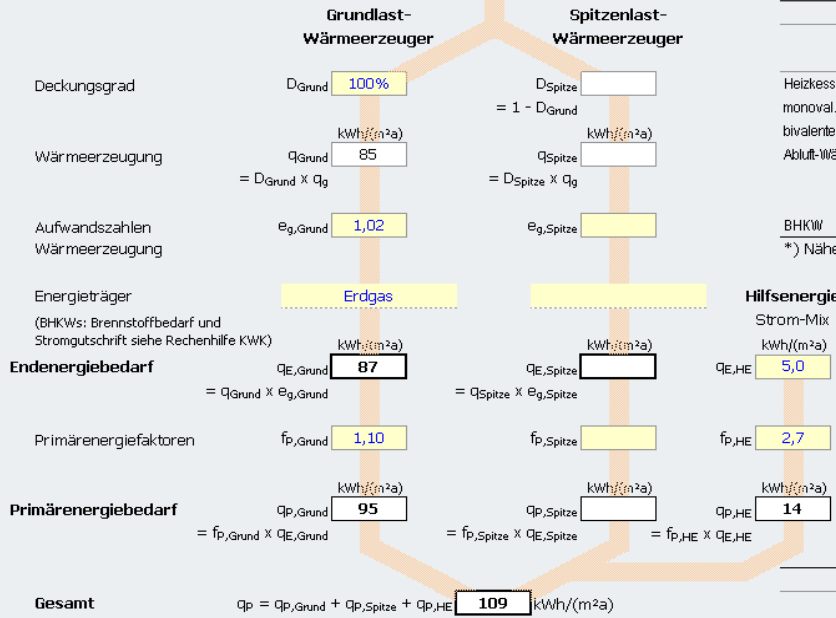 Grundlast- Spitzenlast-
Wärmeerzeuger Wärmeerzeuger
Deckungsgrad DGrund 100% DSpitze Heizkess
= 1 - DGrund monoval.
bivalente
kWh/(m²a) kWh/(m²a)
Wärmeerzeugung qGrund 85 qSpitze Abluft-Wä
= DGrund x qg = DSpitze x qg
Aufwandszahlen eg,Grund 1,02 eg,Spitze BHKW
Wärmeerzeugung *) Nähe
Energieträger Erdgas Hilfsenergie
(BHKWs: Brennstoffbedarf und Strom-Mix
Stromgutschrift siehe Rechenhilfe KWK) kWh/(m²a) kWh/(m²a) kWh/(m²a)
Endenergiebedarf qE,Grund 87 qE,Spitze qE,HE 5,0
= qGrund x eg,Grund = qSpitze x eg,Spitze
Primärenergiefaktoren fP,Grund 1,10 fP,Spitze fP,HE 2,7
kWh/(m²a) kWh/(m²a) kWh/(m²a)
Primärenergiebedarf qP,Grund 95 qP,Spitze qP,HE 14
= fP,Grund x qE,Grund = fP,Spitze x qE,Spitze = fP,HE x qE,HE
Gesamt qP = qP,Grund + qP,Spitze + qP,HE 109 kWh/(m²a)